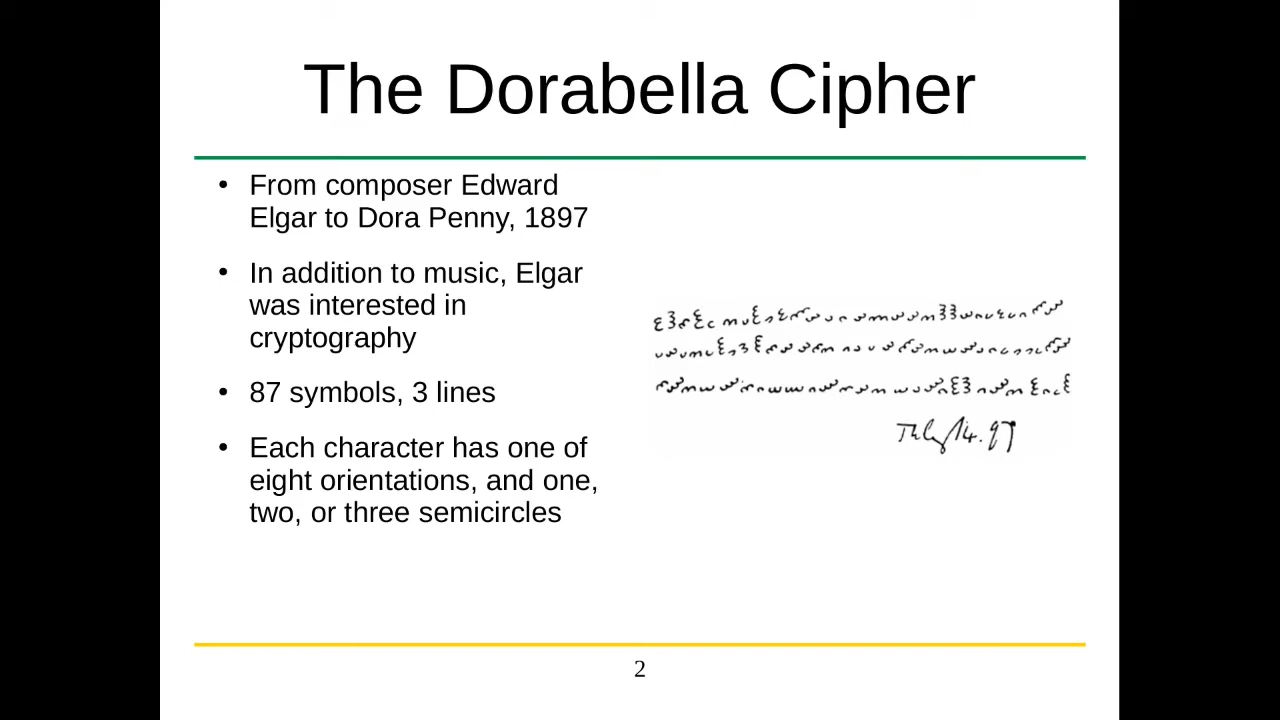 The Dorabella Cipher
• From composer Edward
Elgar to Dora Penny, 1897
• In addition to music, Elgar
was interested in
cryptography
• 87 symbols, 3 lines
• Each character has one of
eight orientations, and one,
two, or three semicircles
2